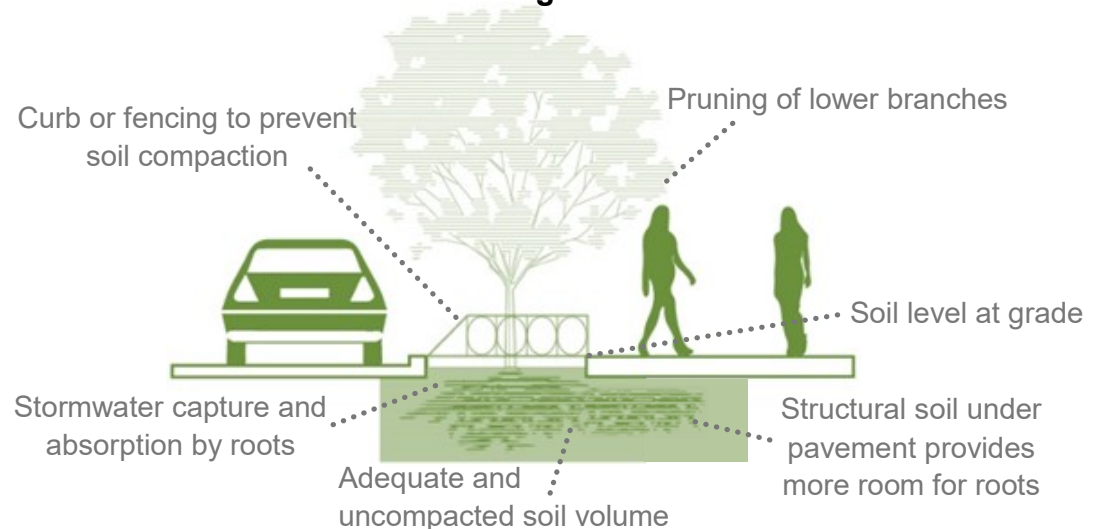 Pruning of lower branches
Curb or fencing to prevent
soil compaction
Soil level at grade
Stormwater capture and
absorption by roots
Structural soil under
pavement provides
more room for roots
Adequate and
uncompacted soil volume